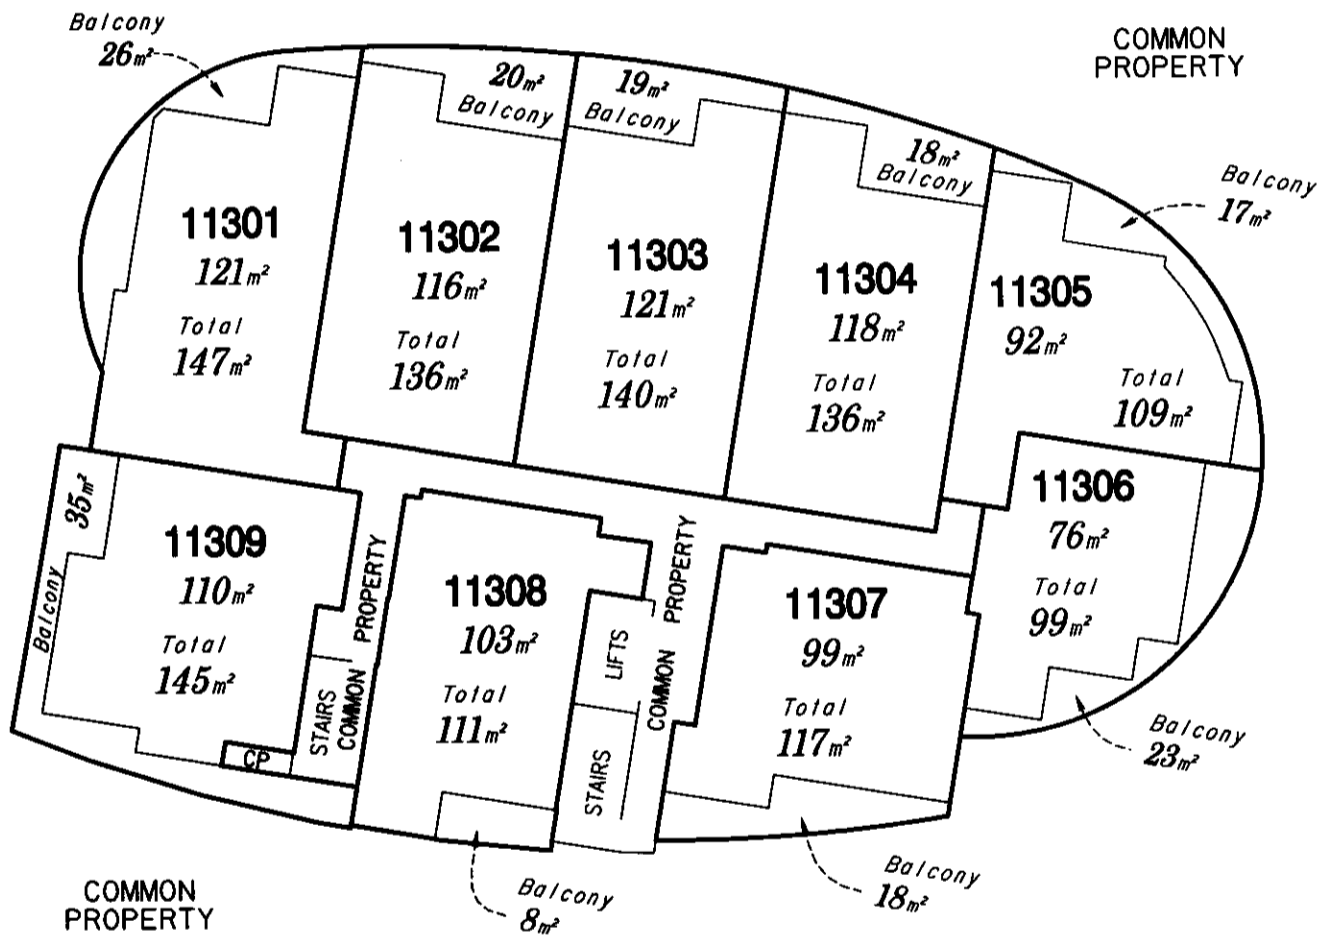 Balcony
26m²
COMMON
PROPERTY
20m²
Balcony
19m²
Balcony
18m²
Balcony
Balcony
17m²
11301
121m²
Total
147m²
11302
116m²
Total
136m²
11303
121m²
Total
140m²
11304
118m²
Total
136m²
11305
92m²
Total
109m²
11306
76m²
Total
99m²
35m²
Balcony
11309
110m²
Total
145m²
COMMON PROPERTY
STAIRS
CP
11308
103m²
Total
111m²
LIFTS
STAIRS
COMMON PROPERTY
11307
99m²
Total
117m²
Balcony
23m²
Balcony
18m²
Balcony
8m²
COMMON
PROPERTY